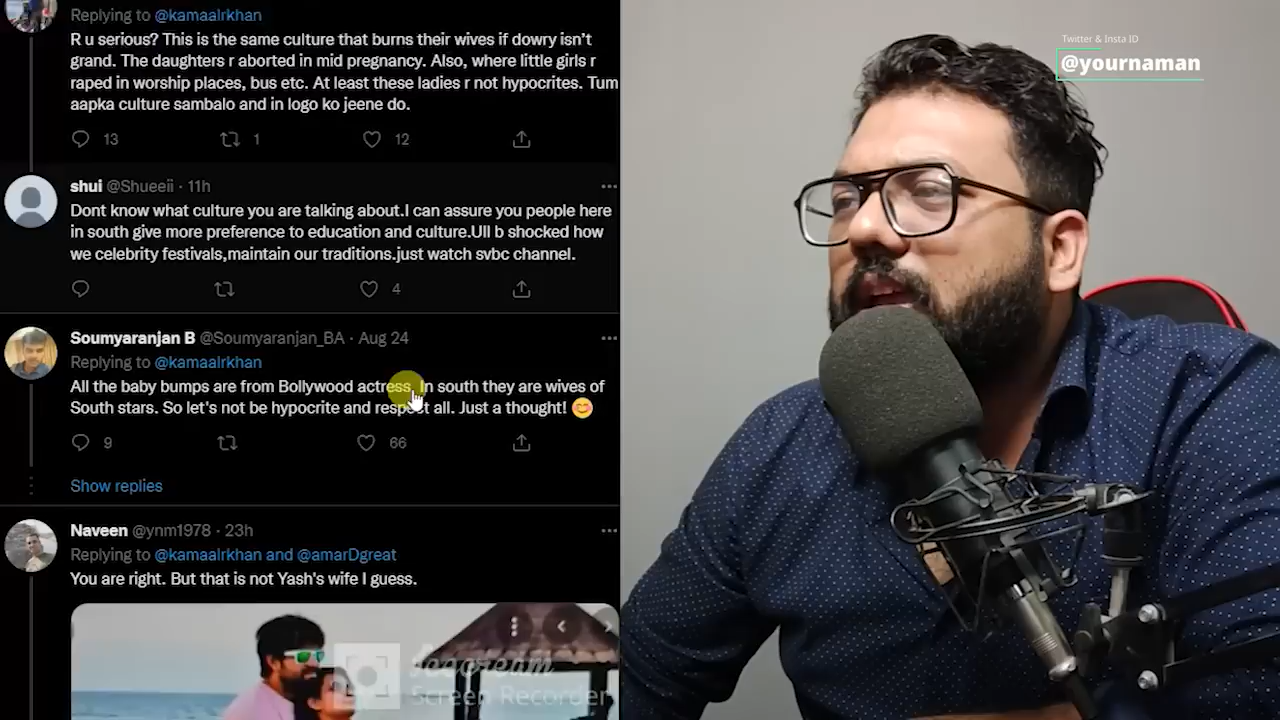 Replying to @kamaalrkhan
R u serious? This is the same culture that burns their wives if dowry isn't
grand. The daughters r aborted in mid pregnancy. Also, where little girls r
raped in worship places, bus etc. At least these ladies r not hypocrites. Tum
aapka culture sambalo and in logo ko jeene do.
13 1 12
shui @Shueeii · 11h
Dont know what culture you are talking about.I can assure you people here
in south give more preference to education and culture.Ull b shocked how
we celebrity festivals,maintain our traditions.just watch svbc channel.
4
Soumyaranjan B @Soumyaranjan_BA · Aug 24
Replying to @kamaalrkhan
All the baby bumps are from Bollywood actress. In south they are wives of
South stars. So let's not be hypocrite and respect all. Just a thought! 😊
9 66
Show replies
Naveen @ynm1978 · 23h
Replying to @kamaalrkhan and @amarDgreat
You are right. But that is not Yash's wife I guess.
Icecream
Screen Recorder
Twitter & Insta ID
@yournaman